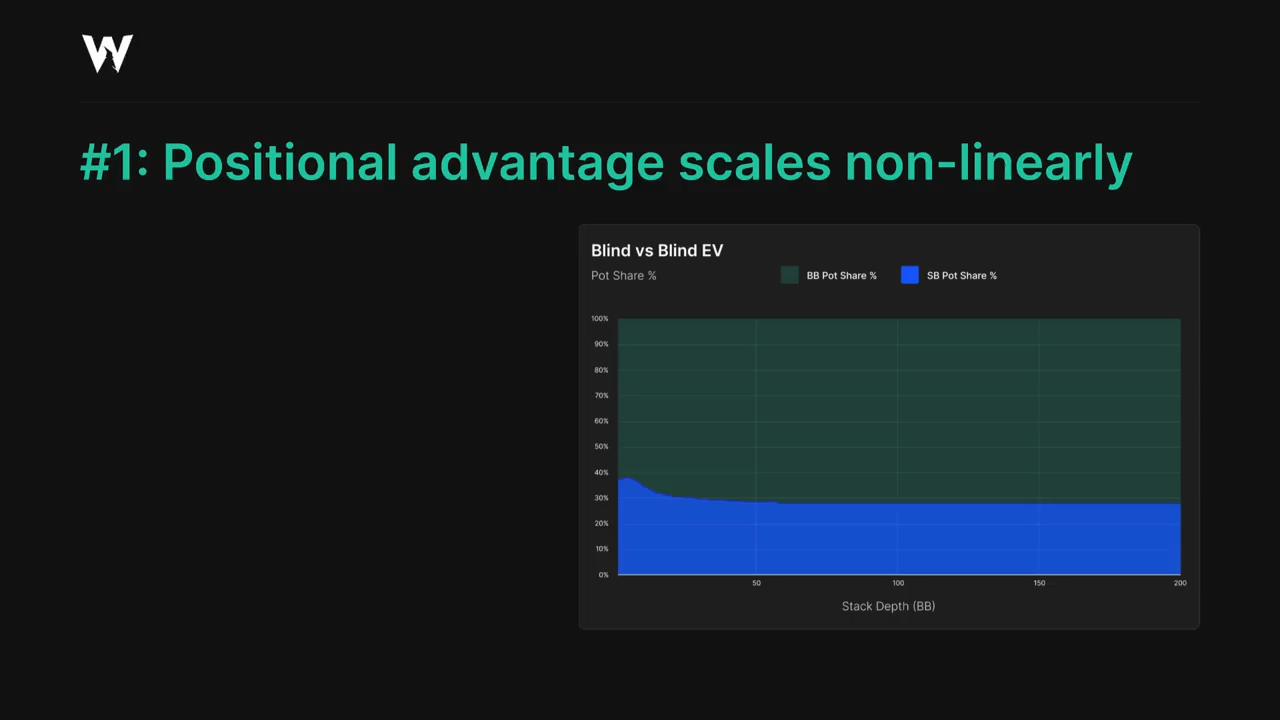 W
#1: Positional advantage scales non-linearly
Blind vs Blind EV
Pot Share %
BB Pot Share %
SB Pot Share %
100%
90%
80%
70%
60%
50%
40%
30%
20%
10%
0%
50
100
150
200
Stack Depth (BB)